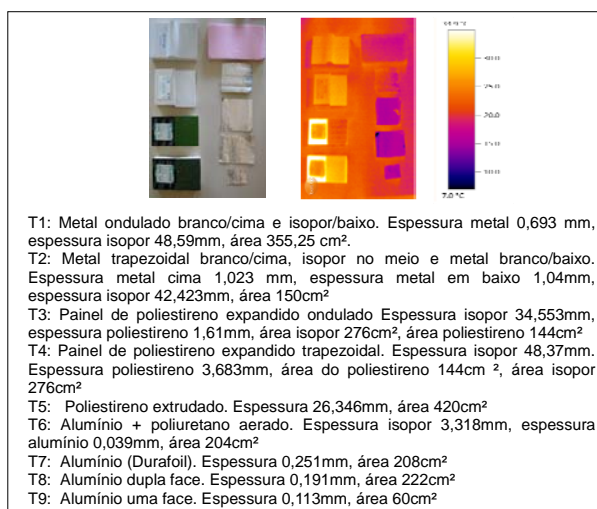 7.0 °C
T1: Metal ondulado branco/cima e isopor/baixo. Espessura metal 0,693 mm,
espessura isopor 48,59mm, área 355,25 cm².
T2: Metal trapezoidal branco/cima, isopor no meio e metal branco/baixo.
Espessura metal cima 1,023 mm, espessura metal em baixo 1,04mm,
espessura isopor 42,423mm, área 150cm²
T3: Painel de poliestireno expandido ondulado Espessura isopor 34,553mm,
espessura poliestireno 1,61mm, área isopor 276cm², área poliestireno 144cm²
T4: Painel de poliestireno expandido trapezoidal. Espessura isopor 48,37mm.
Espessura poliestireno 3,683mm, área do poliestireno 144cm ², área isopor
276cm²
T5: Poliestireno extrudado. Espessura 26,346mm, área 420cm²
T6: Alumínio + poliuretano aerado. Espessura isopor 3,318mm, espessura
alumínio 0,039mm, área 204cm²
T7: Alumínio (Durafoil). Espessura 0,251mm, área 208cm²
T8: Alumínio dupla face. Espessura 0,191mm, área 222cm²
T9: Alumínio uma face. Espessura 0,113mm, área 60cm²